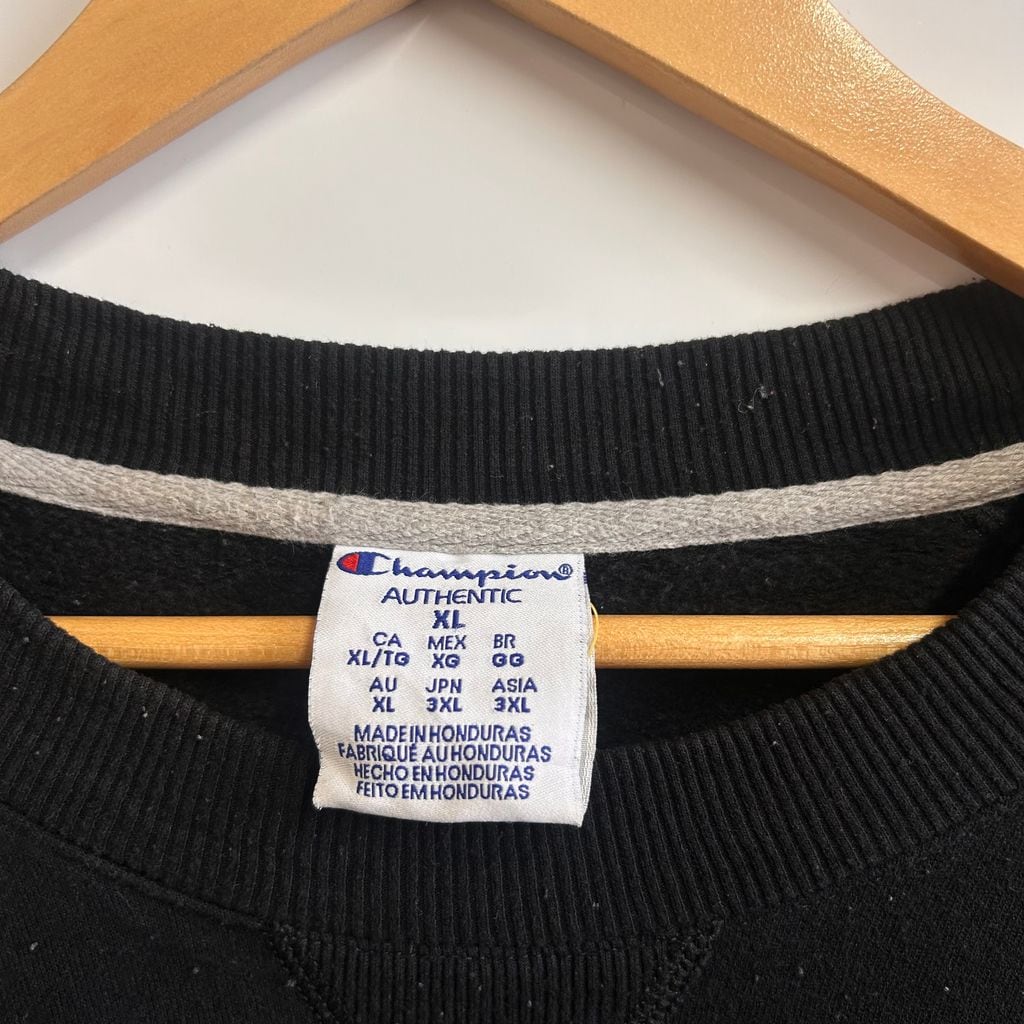 Champion®
AUTHENTIC
XL
CA MEX BR
XL/TG XG GG
AU JPN ASIA
XL 3XL 3XL
MADE IN HONDURAS
FABRIQUÉ AU HONDURAS
HECHO EN HONDURAS
FEITO EM HONDURAS